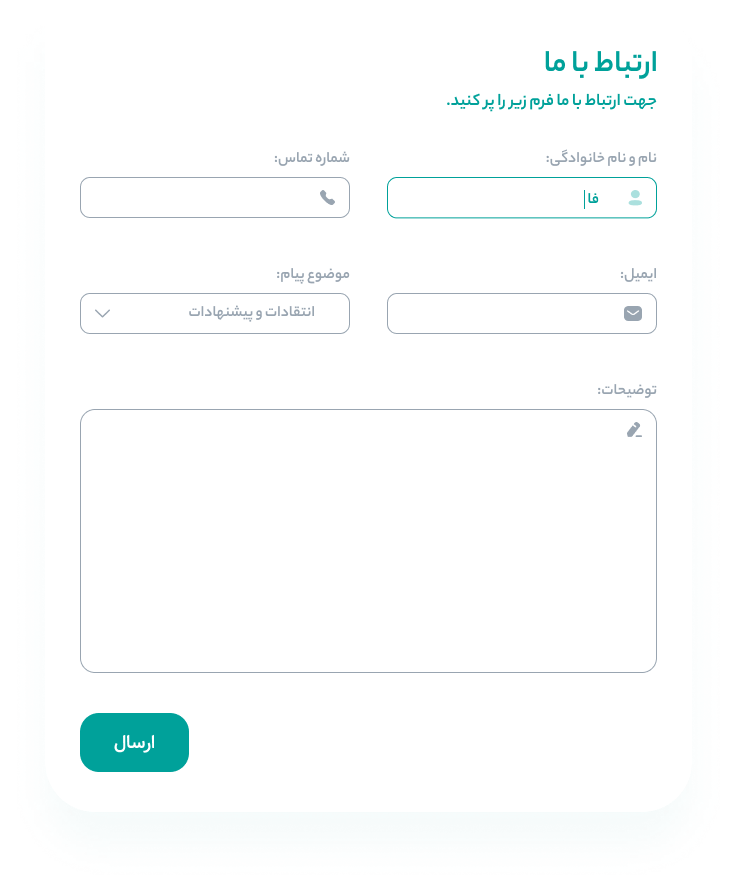 ارتباط با ما
جهت ارتباط با ما فرم زیر را پر کنید.
نام و نام خانوادگی:
شماره تماس:
فا
ایمیل:
موضوع پیام:
انتقادات و پیشنهادات
توضیحات:
ارسال